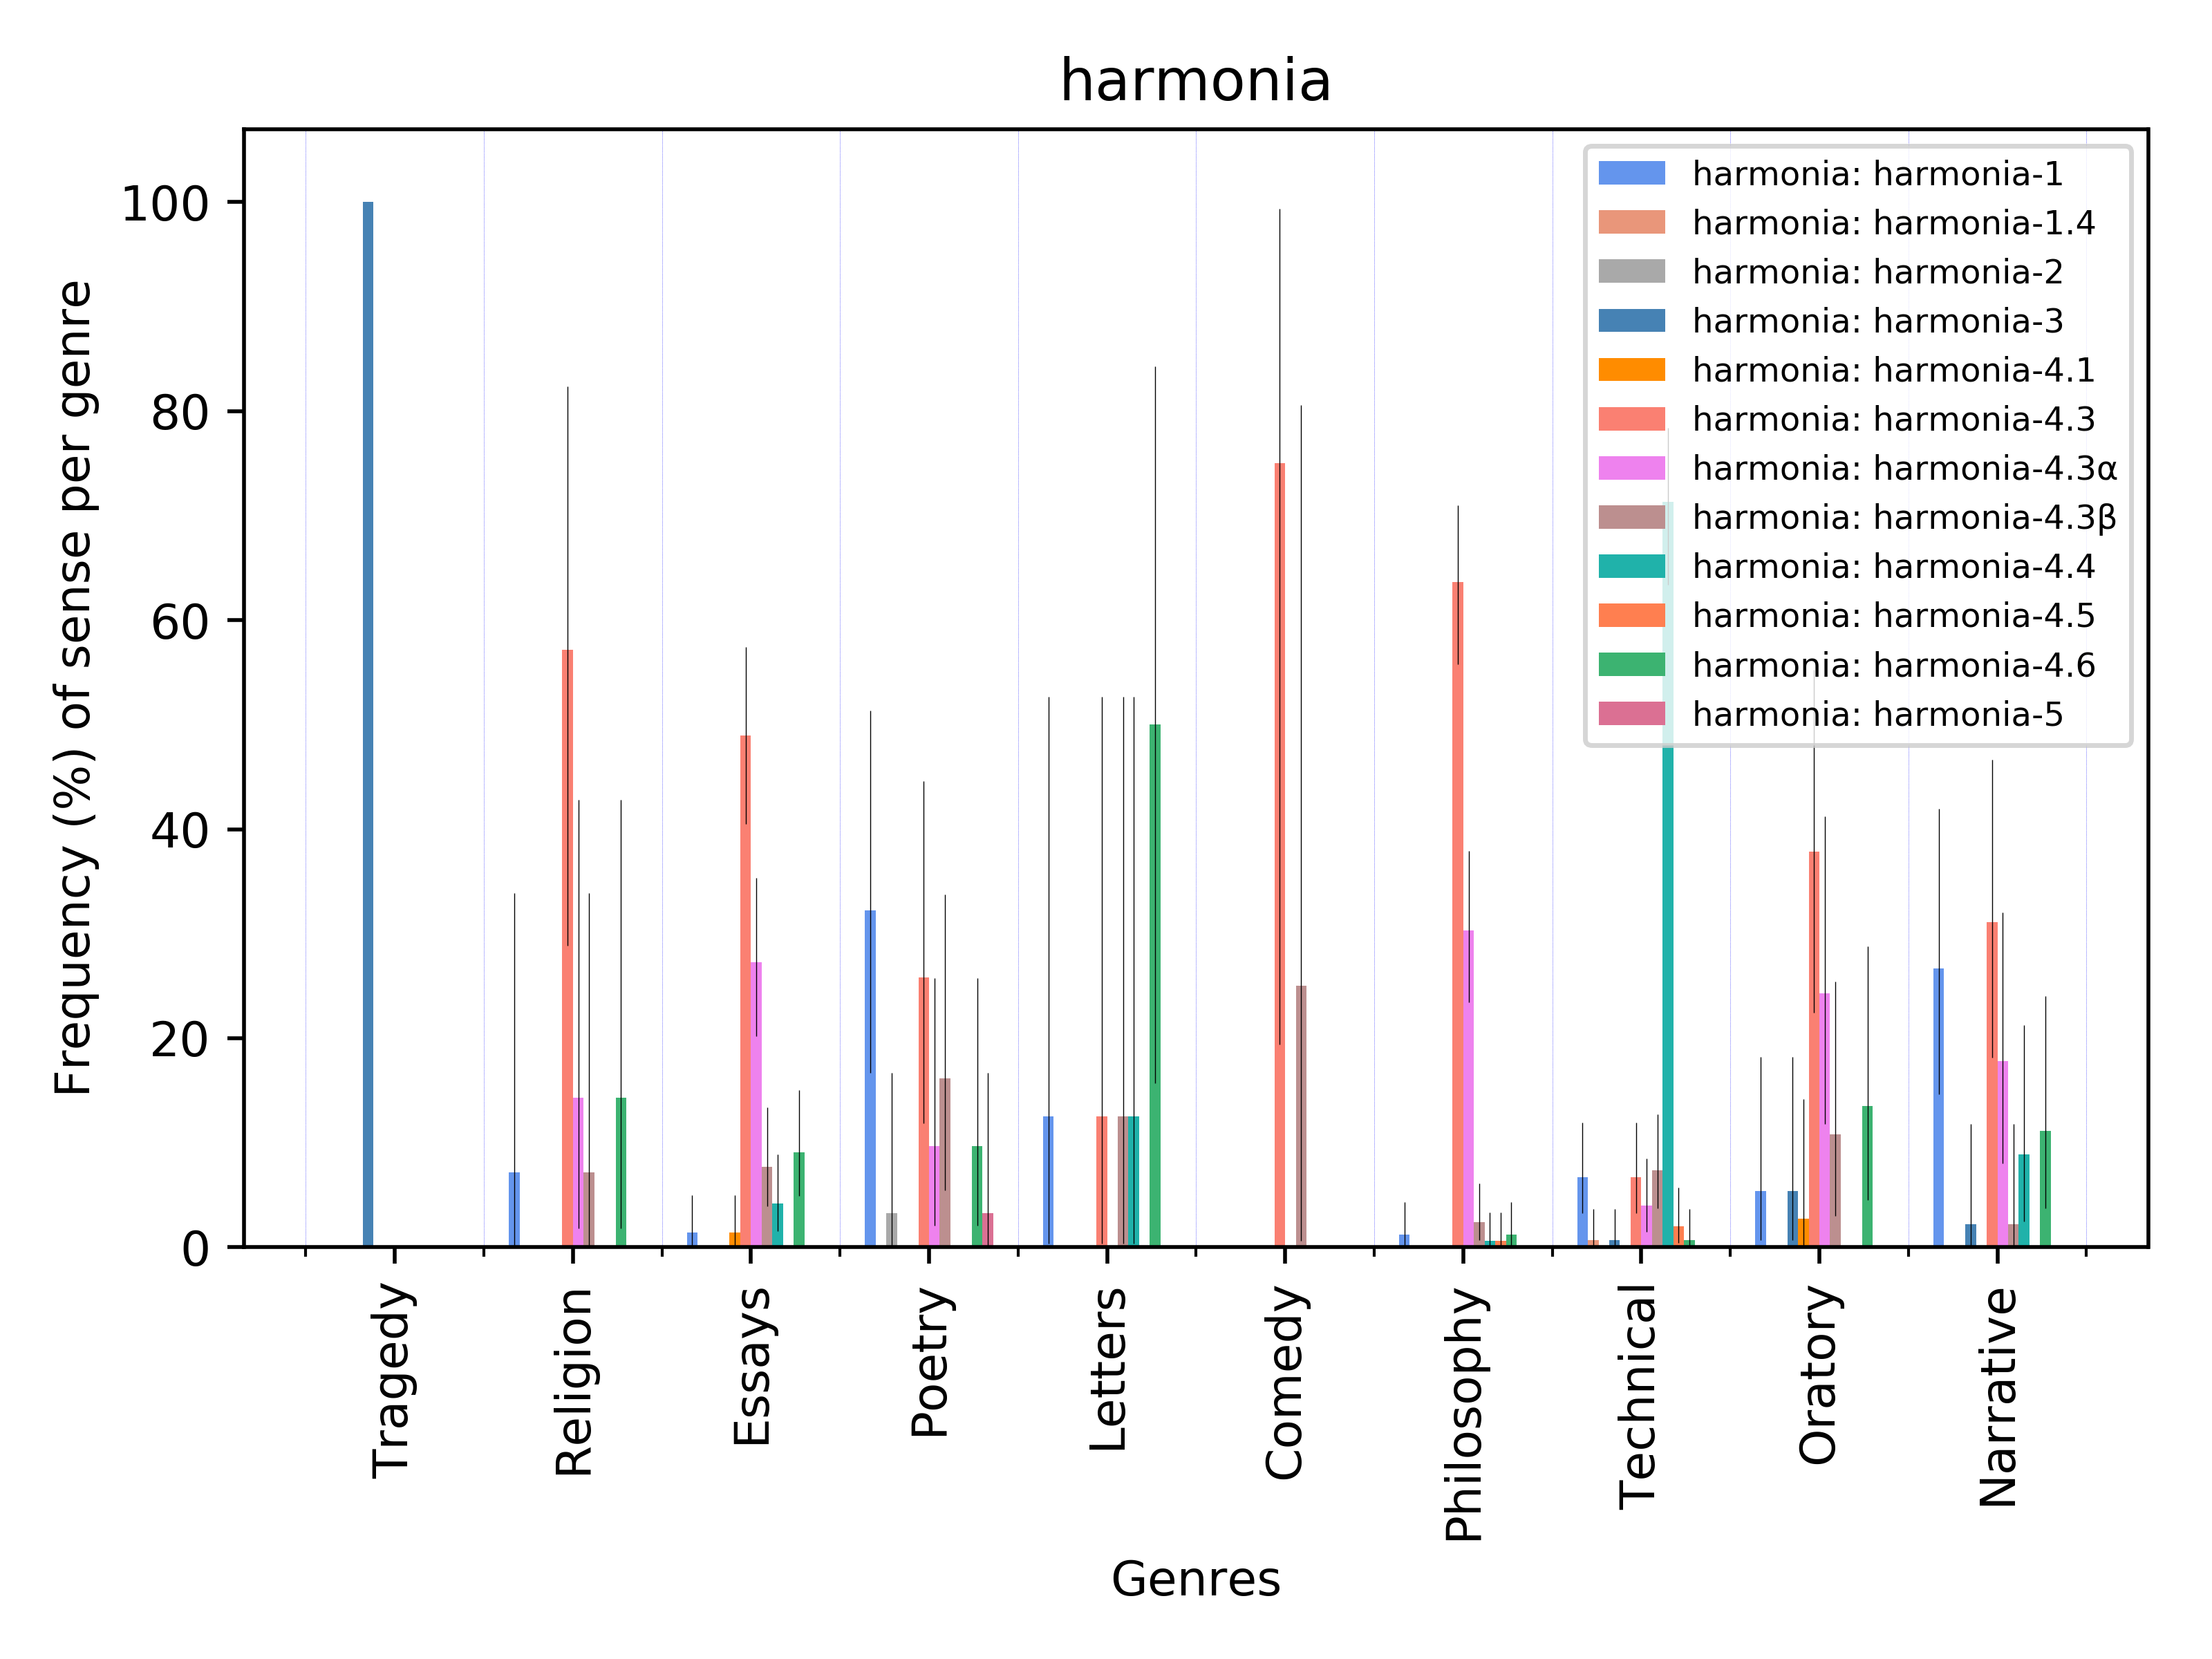 harmonia
Frequency (%) of sense per genre
100
80
60
40
20
0
harmonia: harmonia-1
harmonia: harmonia-1.4
harmonia: harmonia-2
harmonia: harmonia-3
harmonia: harmonia-4.1
harmonia: harmonia-4.3
harmonia: harmonia-4.3α
harmonia: harmonia-4.3β
harmonia: harmonia-4.4
harmonia: harmonia-4.5
harmonia: harmonia-4.6
harmonia: harmonia-5
Tragedy
Religion
Essays
Poetry
Letters
Comedy
Philosophy
Technical
Oratory
Narrative
Genres